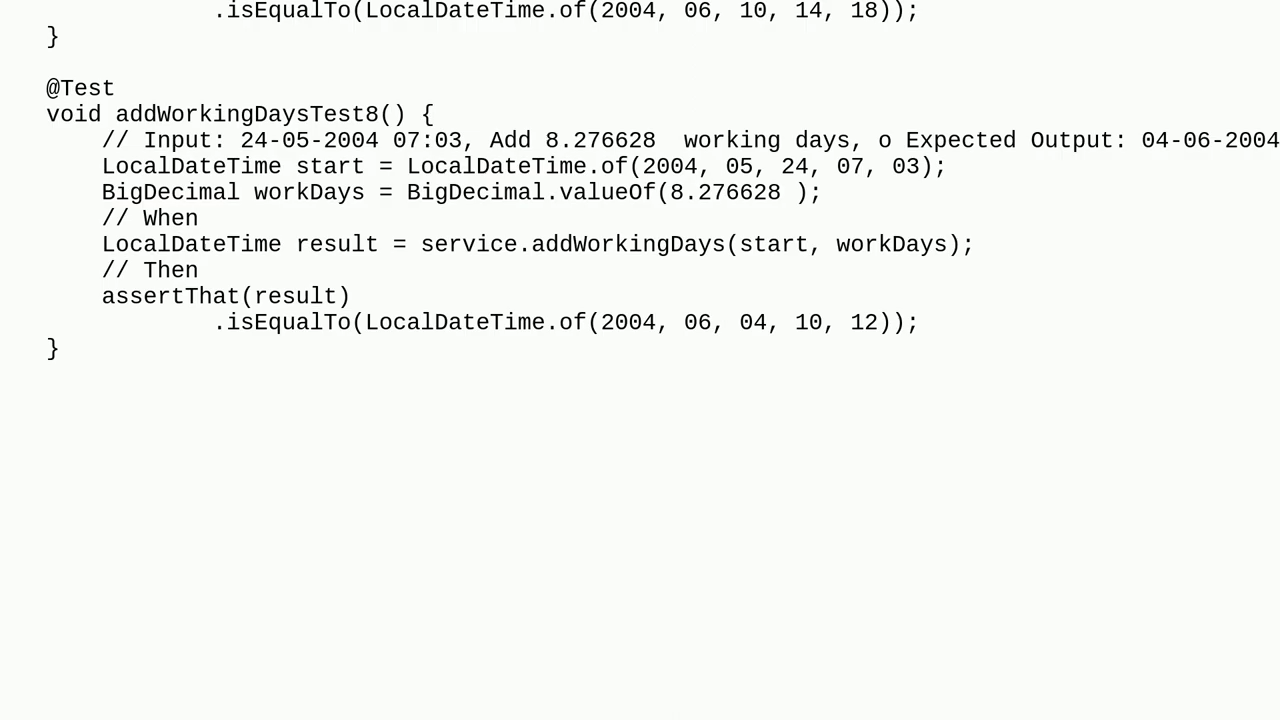 .isEqualTo(LocalDateTime.of(2004, 06, 10, 14, 18));
}
@Test
void addWorkingDaysTest8() {
// Input: 24-05-2004 07:03, Add 8.276628  working days, o Expected Output: 04-06-2004
LocalDateTime start = LocalDateTime.of(2004, 05, 24, 07, 03);
BigDecimal workDays = BigDecimal.valueOf(8.276628 );
// When
LocalDateTime result = service.addWorkingDays(start, workDays);
// Then
assertThat(result)
.isEqualTo(LocalDateTime.of(2004, 06, 04, 10, 12));
}